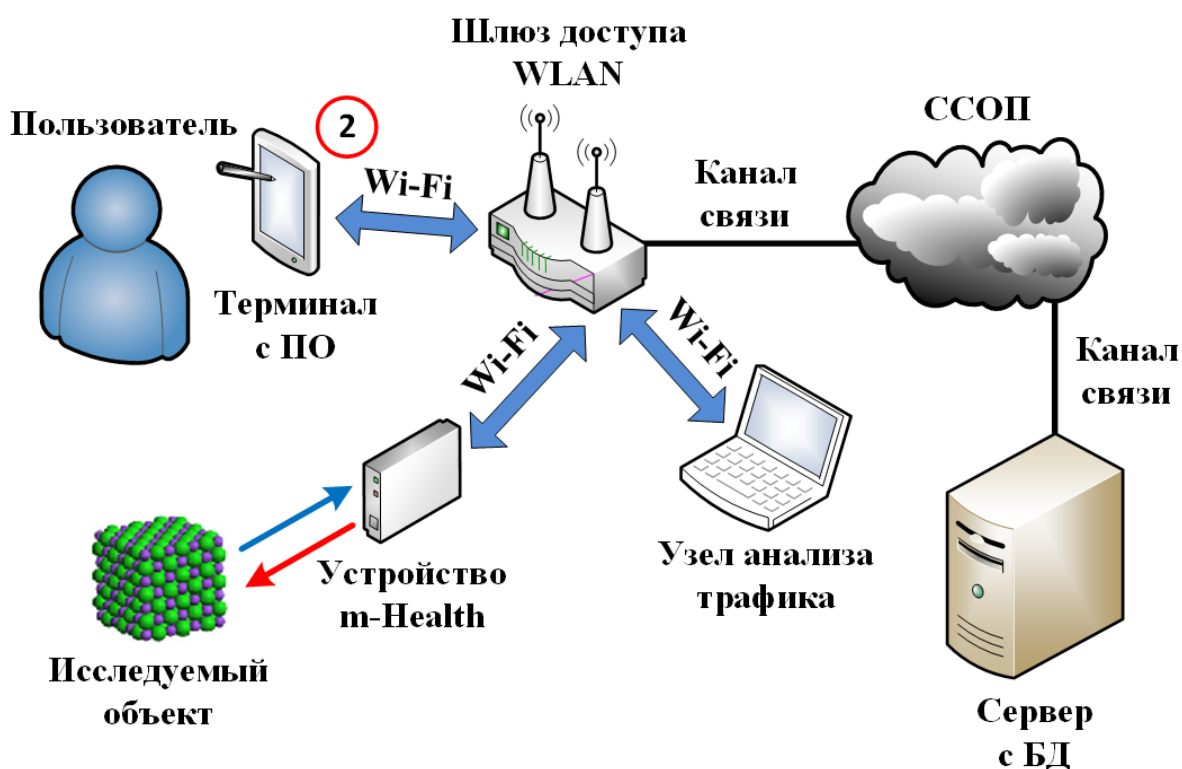 Шлюз доступа
WLAN
Пользователь
2
ССОП
Wi-Fi
Канал
связи
Терминал
с ПО
Wi-Fi
Wi-Fi
Канал
связи
Устройство
m-Health
Узел анализа
трафика
Исследуемый
объект
Сервер
с БД